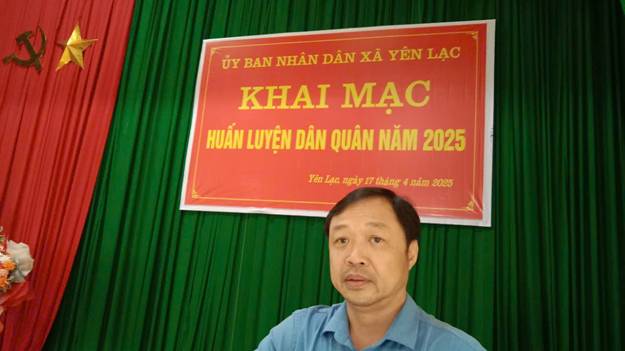 ỦY BAN NHÂN DÂN XÃ YÊN LẠC
KHAI MẠC
HUẤN LUYỆN DÂN QUÂN NĂM 2025
Yên Lạc, ngày 17 tháng 4 năm 2025